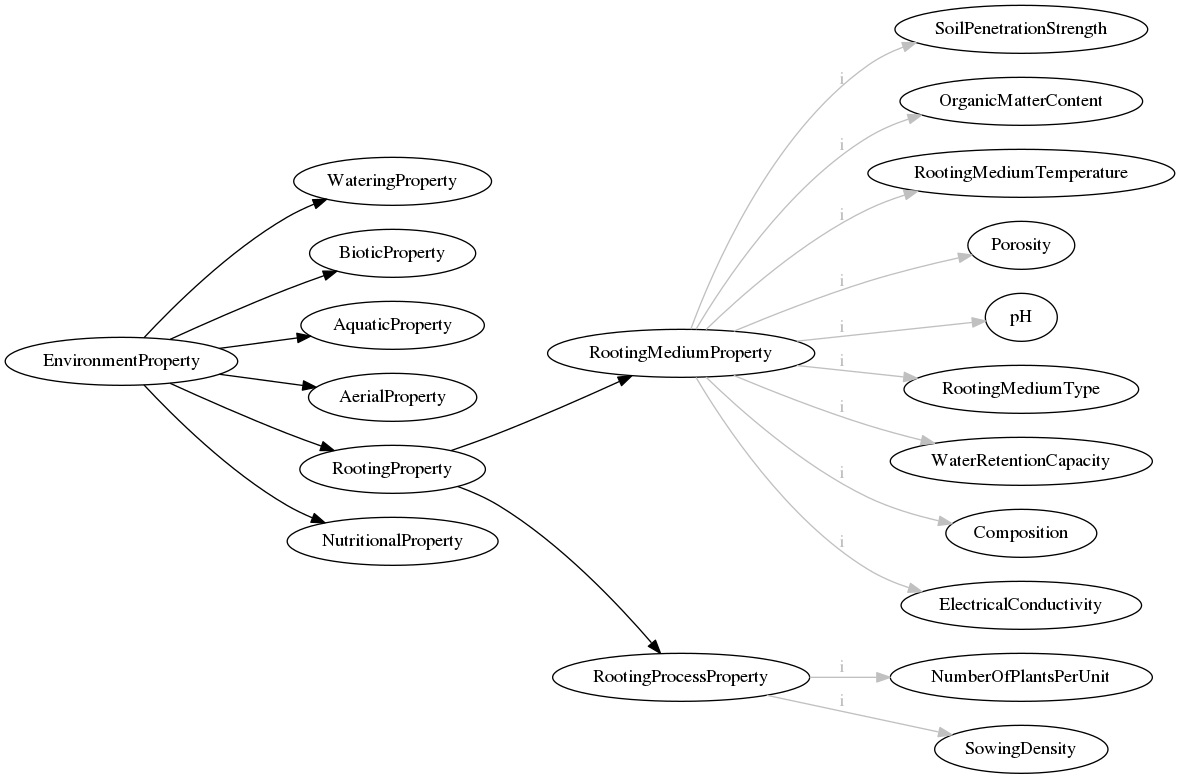 EnvironmentProperty
WateringProperty
BioticProperty
AquaticProperty
AerialProperty
RootingProperty
NutritionalProperty
RootingMediumProperty
RootingProcessProperty
i
i
i
i
i
i
i
i
i
i
i
SoilPenetrationStrength
OrganicMatterContent
RootingMediumTemperature
Porosity
pH
RootingMediumType
WaterRetentionCapacity
Composition
ElectricalConductivity
NumberOfPlantsPerUnit
SowingDensity